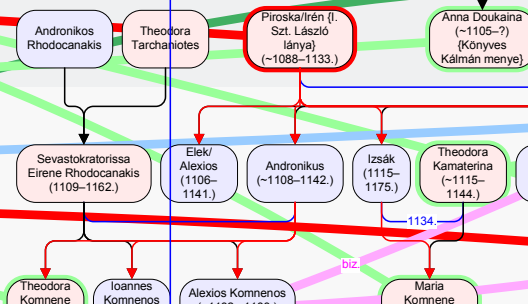 Andronikos
Rhodocanakis
Theodora
Tarchaniotes
Piroska/Irén {I.
Szt. László
lánya}
(~1088–1133.)
Anna Doukaina
(~1105–?)
{Könyves
Kálmán menye}
Sevastokratorissa
Eirene Rhodocanakis
(1109–1162.)
Elek/
Alexios
(1106–
1141.)
Andronikus
(~1108–1142.)
Izsák
(1115–
1175.)
Theodora
Kamaterina
(~1115–
1144.)
1134.
biz.
Theodora
Komnene
Ioannes
Komnenos
Alexios Komnenos
Maria
Komnene